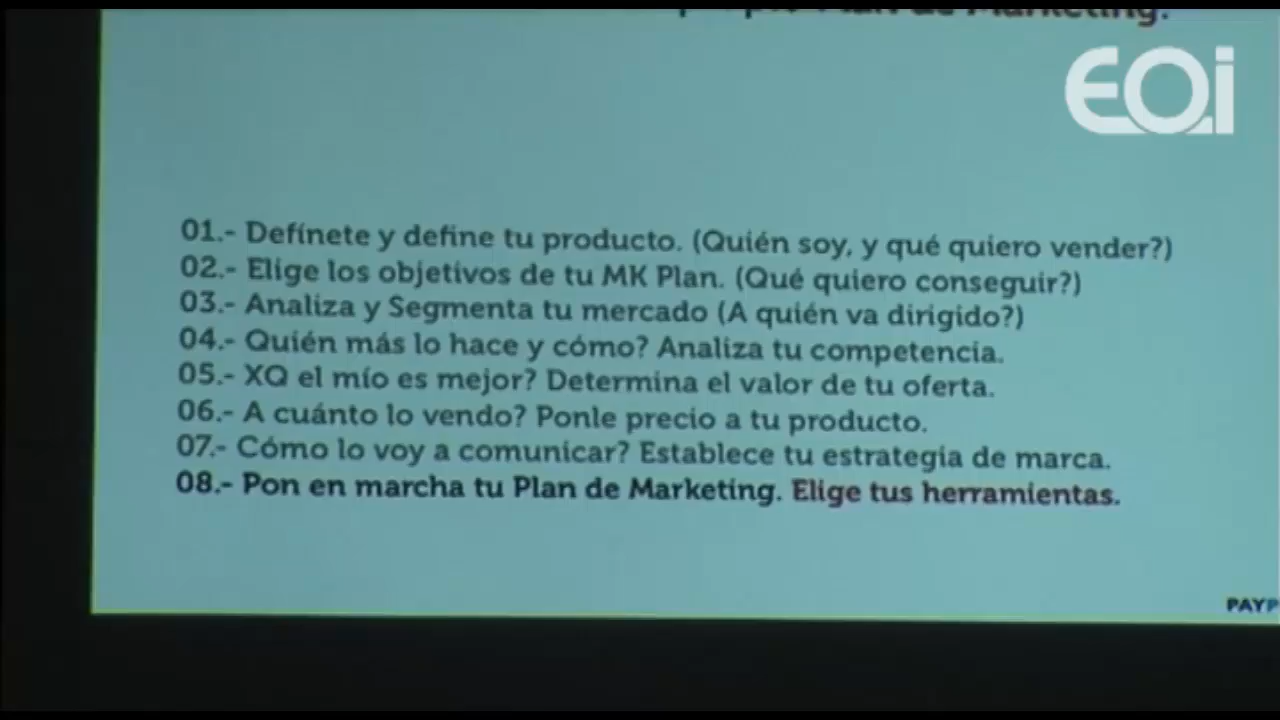 Plan de Marketing.
EOi
01.- Defínete y define tu producto. (Quién soy, y qué quiero vender?)
02.- Elige los objetivos de tu MK Plan. (Qué quiero conseguir?)
03.- Analiza y Segmenta tu mercado (A quién va dirigido?)
04.- Quién más lo hace y cómo? Analiza tu competencia.
05.- XQ el mío es mejor? Determina el valor de tu oferta.
06.- A cuánto lo vendo? Ponle precio a tu producto.
07.- Cómo lo voy a comunicar? Establece tu estrategia de marca.
08.- Pon en marcha tu Plan de Marketing. Elige tus herramientas.
PAYP